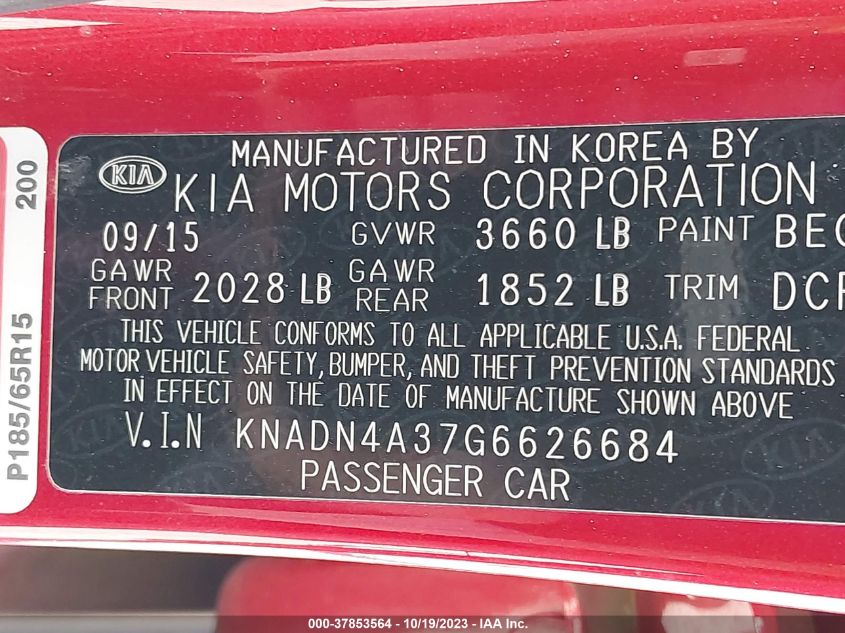 MANUFACTURED IN KOREA BY
KIA KIA MOTORS CORPORATION
09/15 GVWR 3660 LB PAINT
GAWR FRONT 2028 LB GAWR REAR 1852 LB TRIM
THIS VEHICLE CONFORMS TO ALL APPLICABLE U.S.A. FEDERAL
MOTOR VEHICLE SAFETY, BUMPER, AND THEFT PREVENTION STANDARDS
IN EFFECT ON THE DATE OF MANUFACTURE SHOWN ABOVE
V.I.N KNADN4A37G6626684
PASSENGER CAR
P185/65R15 200
000-37853564 - 10/19/2023 - IAA Inc.